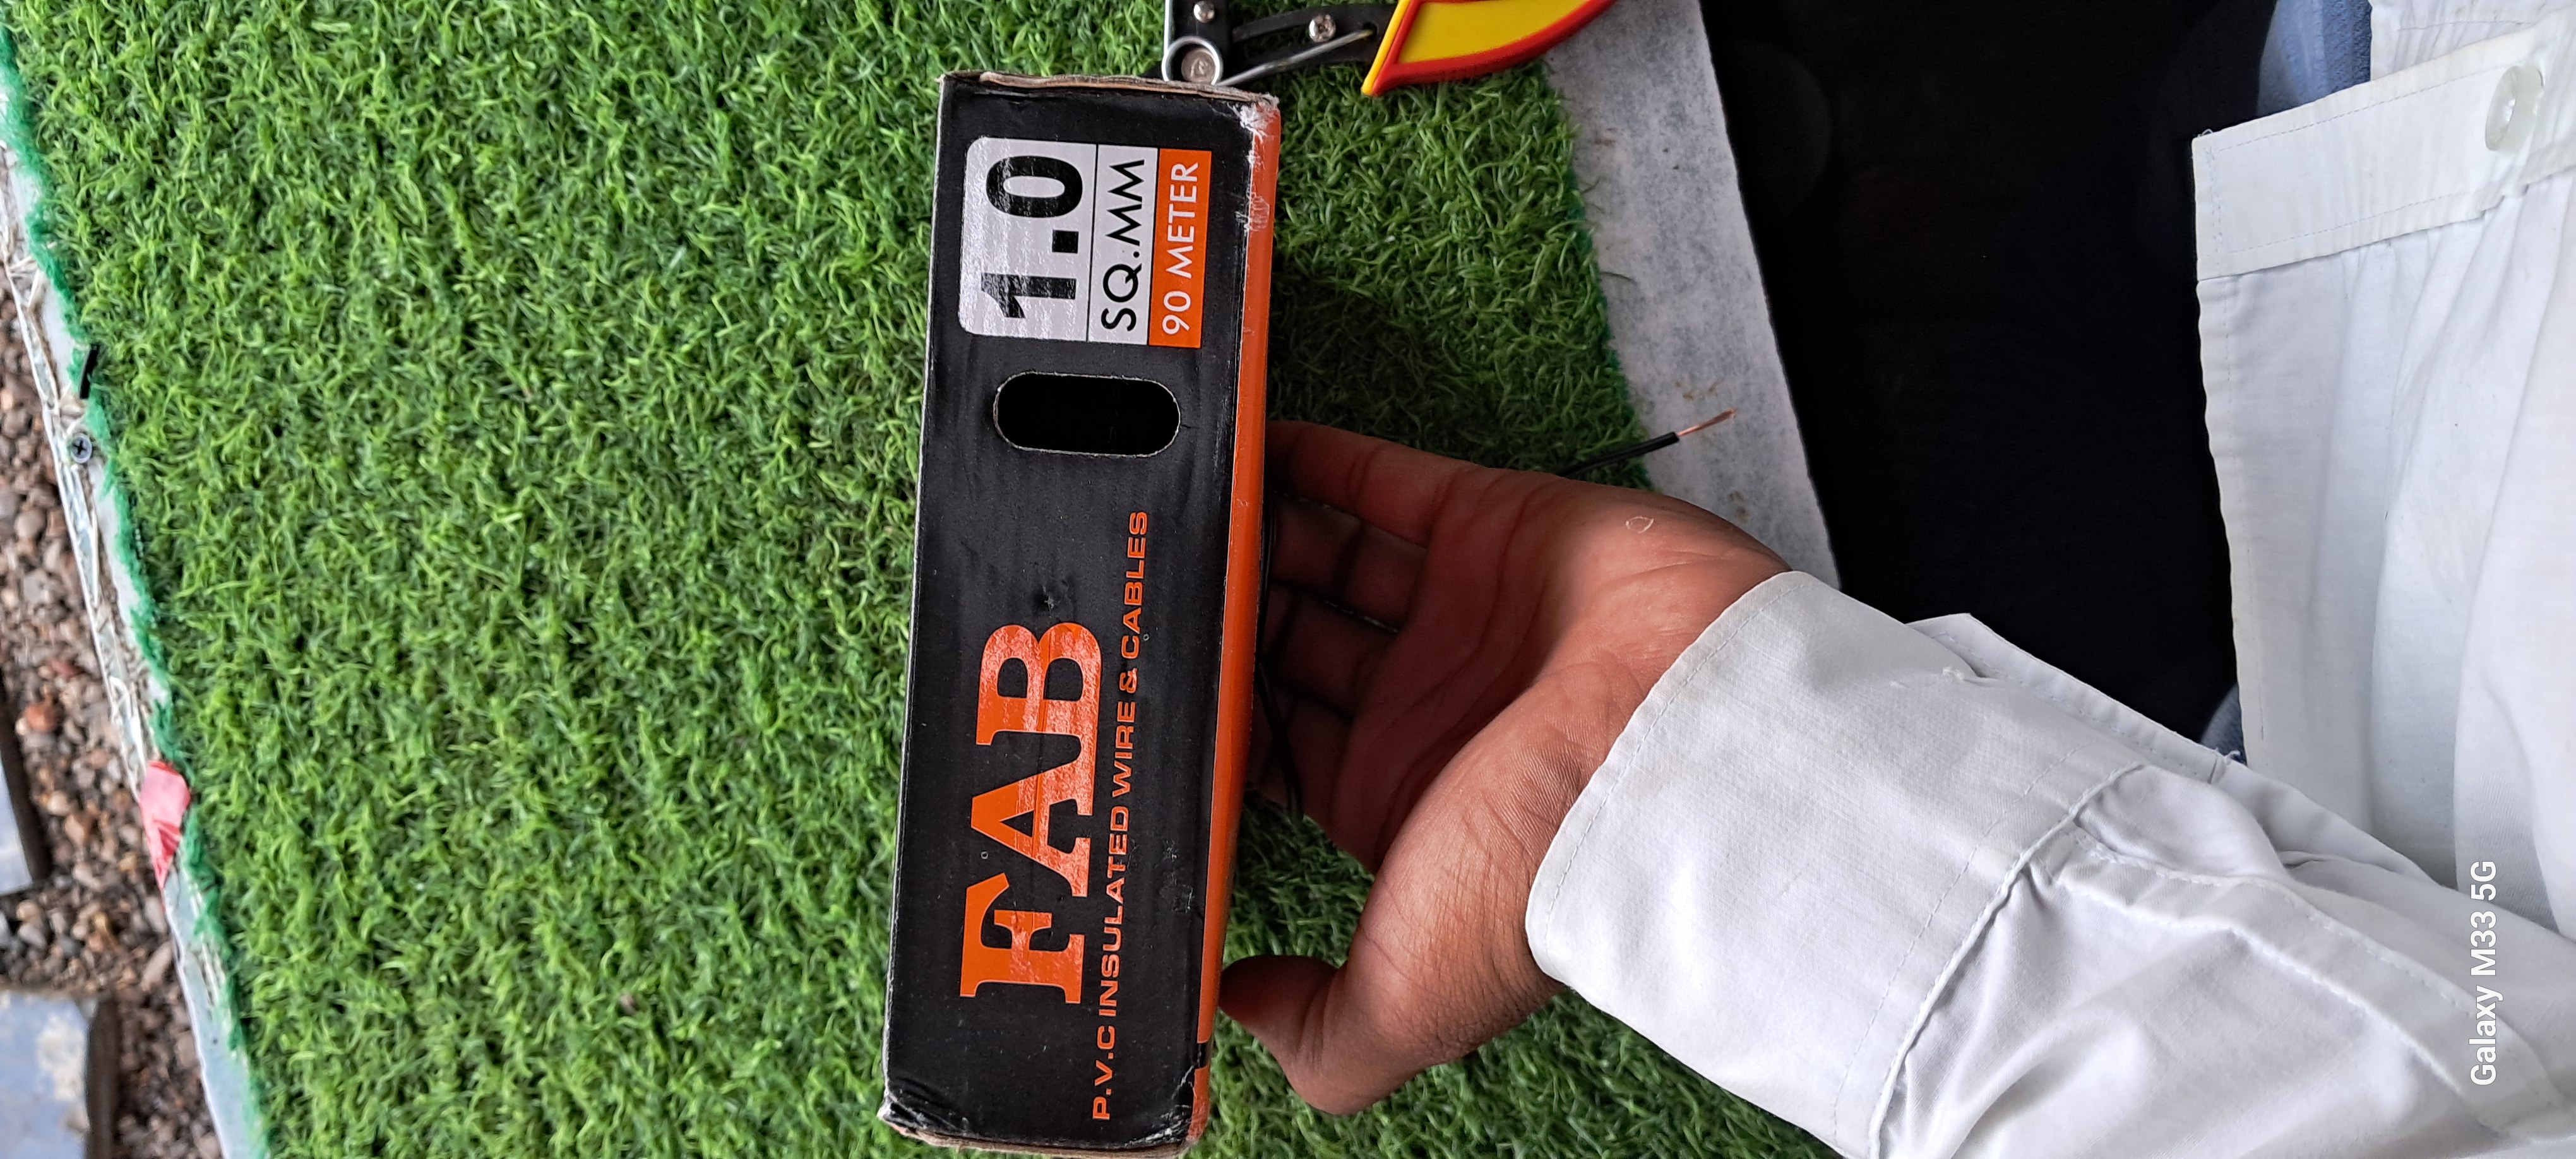 FAB
P.V.C INSULATED WIRE & CABLES
1.0
SQ.MM
90 METER
Galaxy M33 5G